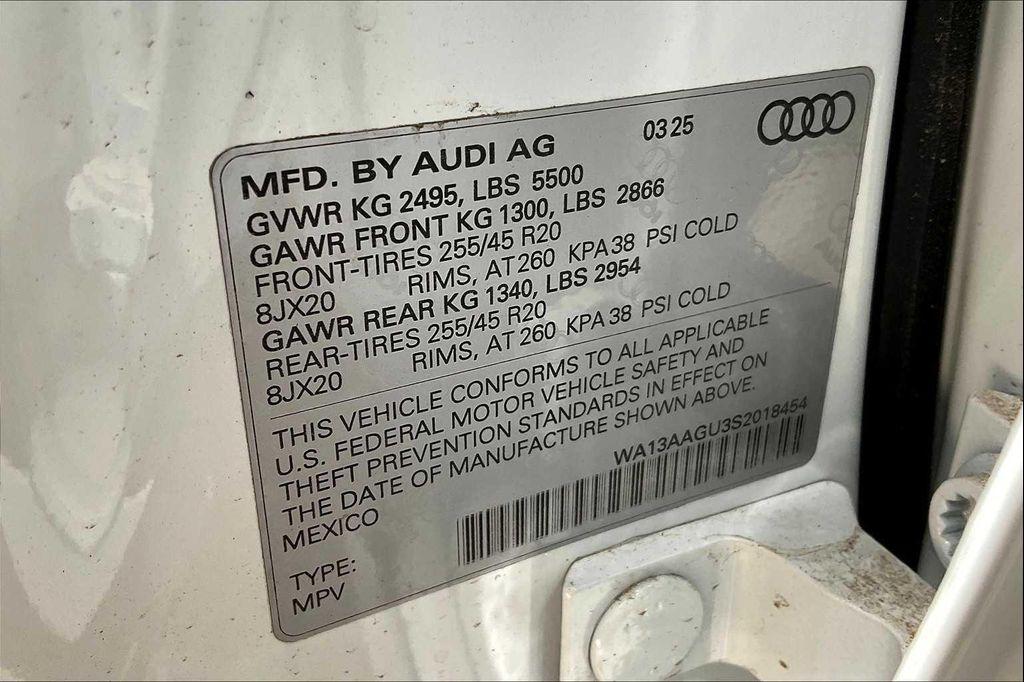 MFD. BY AUDI AG 03 25
GVWR KG 2495, LBS 5500
GAWR FRONT KG 1300, LBS 2866
FRONT-TIRES 255/45 R20
8JX20 RIMS, AT 260 KPA 38 PSI COLD
GAWR REAR KG 1340, LBS 2954
REAR-TIRES 255/45 R20
8JX20 RIMS, AT 260 KPA 38 PSI COLD
THIS VEHICLE CONFORMS TO ALL APPLICABLE
U.S. FEDERAL MOTOR VEHICLE SAFETY AND
THEFT PREVENTION STANDARDS IN EFFECT ON
THE DATE OF MANUFACTURE SHOWN ABOVE.
MEXICO WA13AAGU3S2018454
TYPE:
MPV